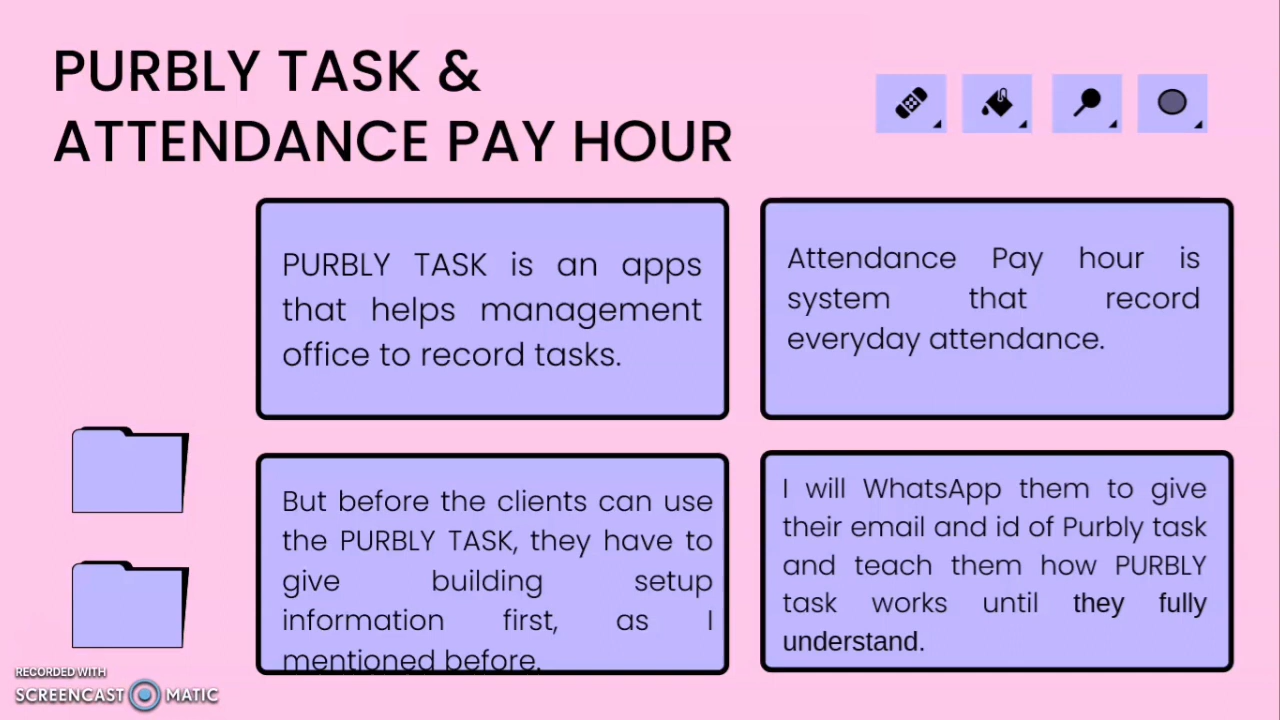 PURBLY TASK &
ATTENDANCE PAY HOUR
PURBLY TASK is an apps
that helps management
office to record tasks.
Attendance Pay hour is
system that record
everyday attendance.
But before the clients can use
the PURBLY TASK, they have to
give building setup
information first, as I
mentioned before.
I will WhatsApp them to give
their email and id of Purbly task
and teach them how PURBLY
task works until they fully
understand.
RECORDED WITH
SCREENCAST MATIC